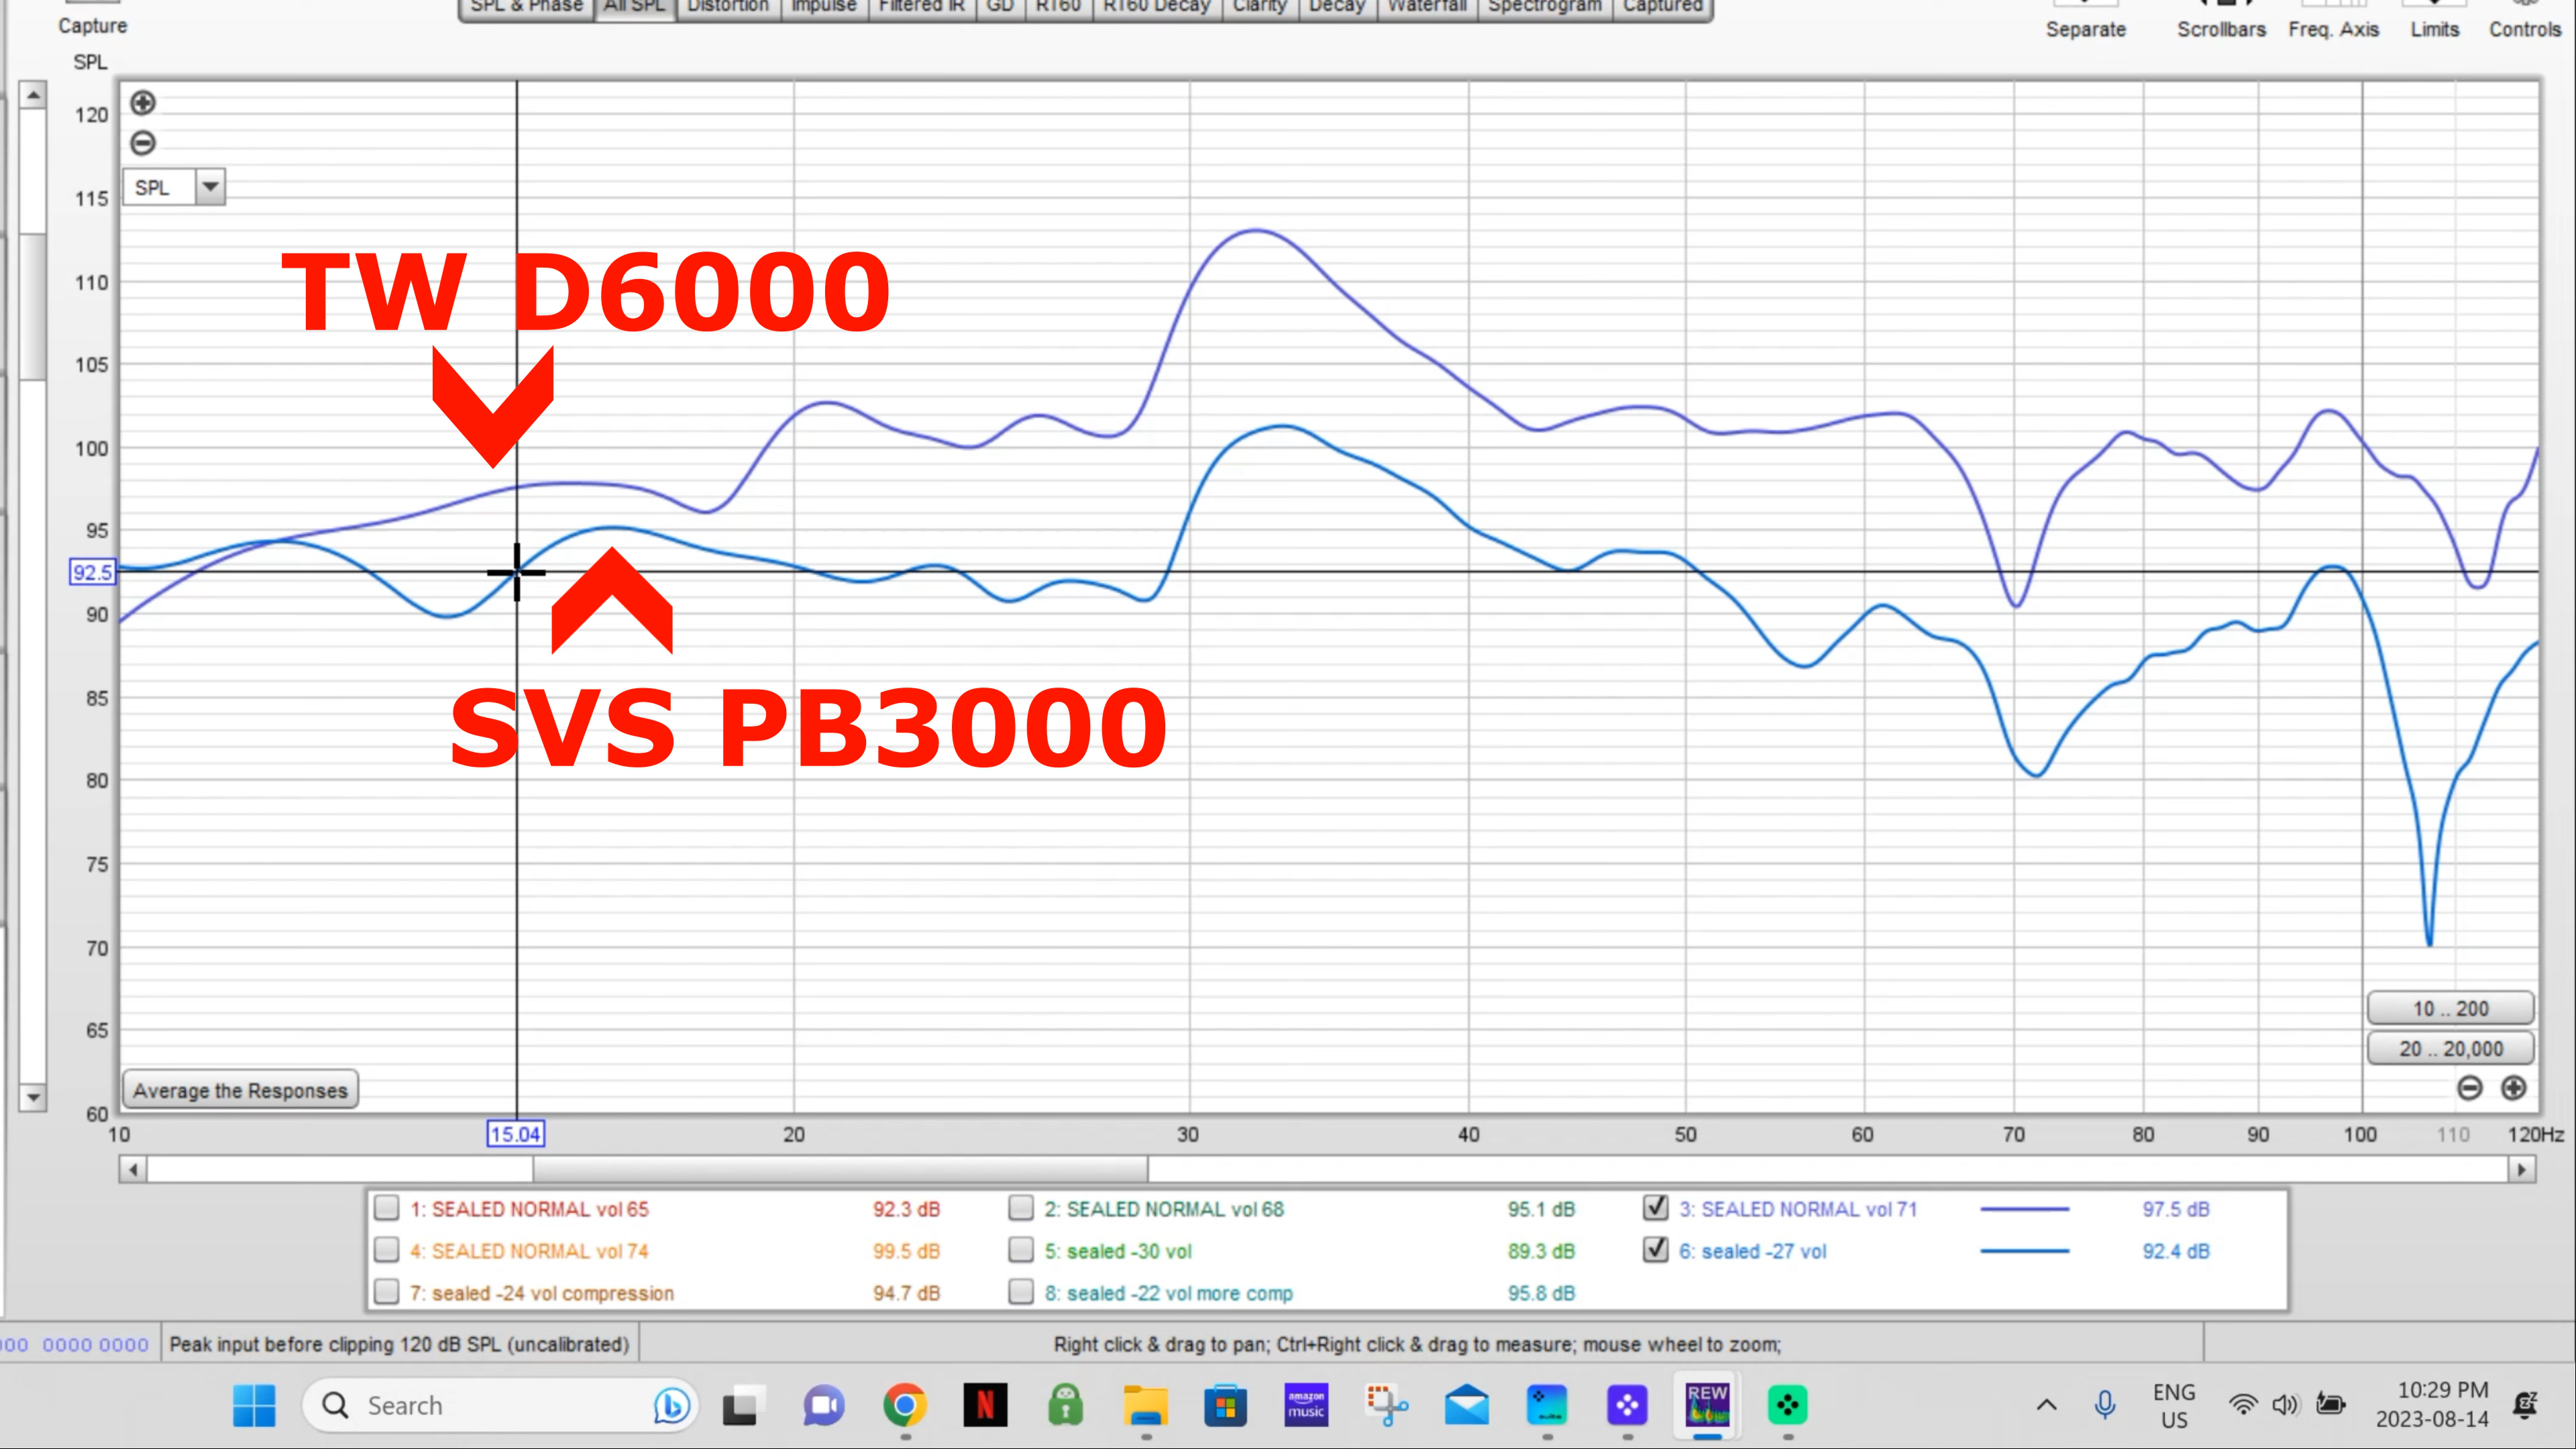 Capture
SPL & Phase All SPL Distortion Impulse Filtered IR GD RT60 RT60 Decay Clarity Decay Waterfall Spectrogram Captured
Separate Scrollbars Freq. Axis Limits Controls
SPL
120
SPL
115
TW D6000
110
105
100
95
92.5
90
SVS PB3000
85
80
75
70
10 .. 200
65
20 .. 20,000
Average the Responses
60
10 15.04 20 30 40 50 60 70 80 90 100 110 120Hz
1: SEALED NORMAL vol 65 92.3 dB 2: SEALED NORMAL vol 68 95.1 dB 3: SEALED NORMAL vol 71 97.5 dB
4: SEALED NORMAL vol 74 99.5 dB 5: sealed -30 vol 89.3 dB 6: sealed -27 vol 92.4 dB
7: sealed -24 vol compression 94.7 dB 8: sealed -22 vol more comp 95.8 dB
000 0000 0000 Peak input before clipping 120 dB SPL (uncalibrated) Right click & drag to pan; Ctrl+Right click & drag to measure; mouse wheel to zoom;
Search
N
amazon music
suite
REW
ENG
US
10:29 PM
2023-08-14